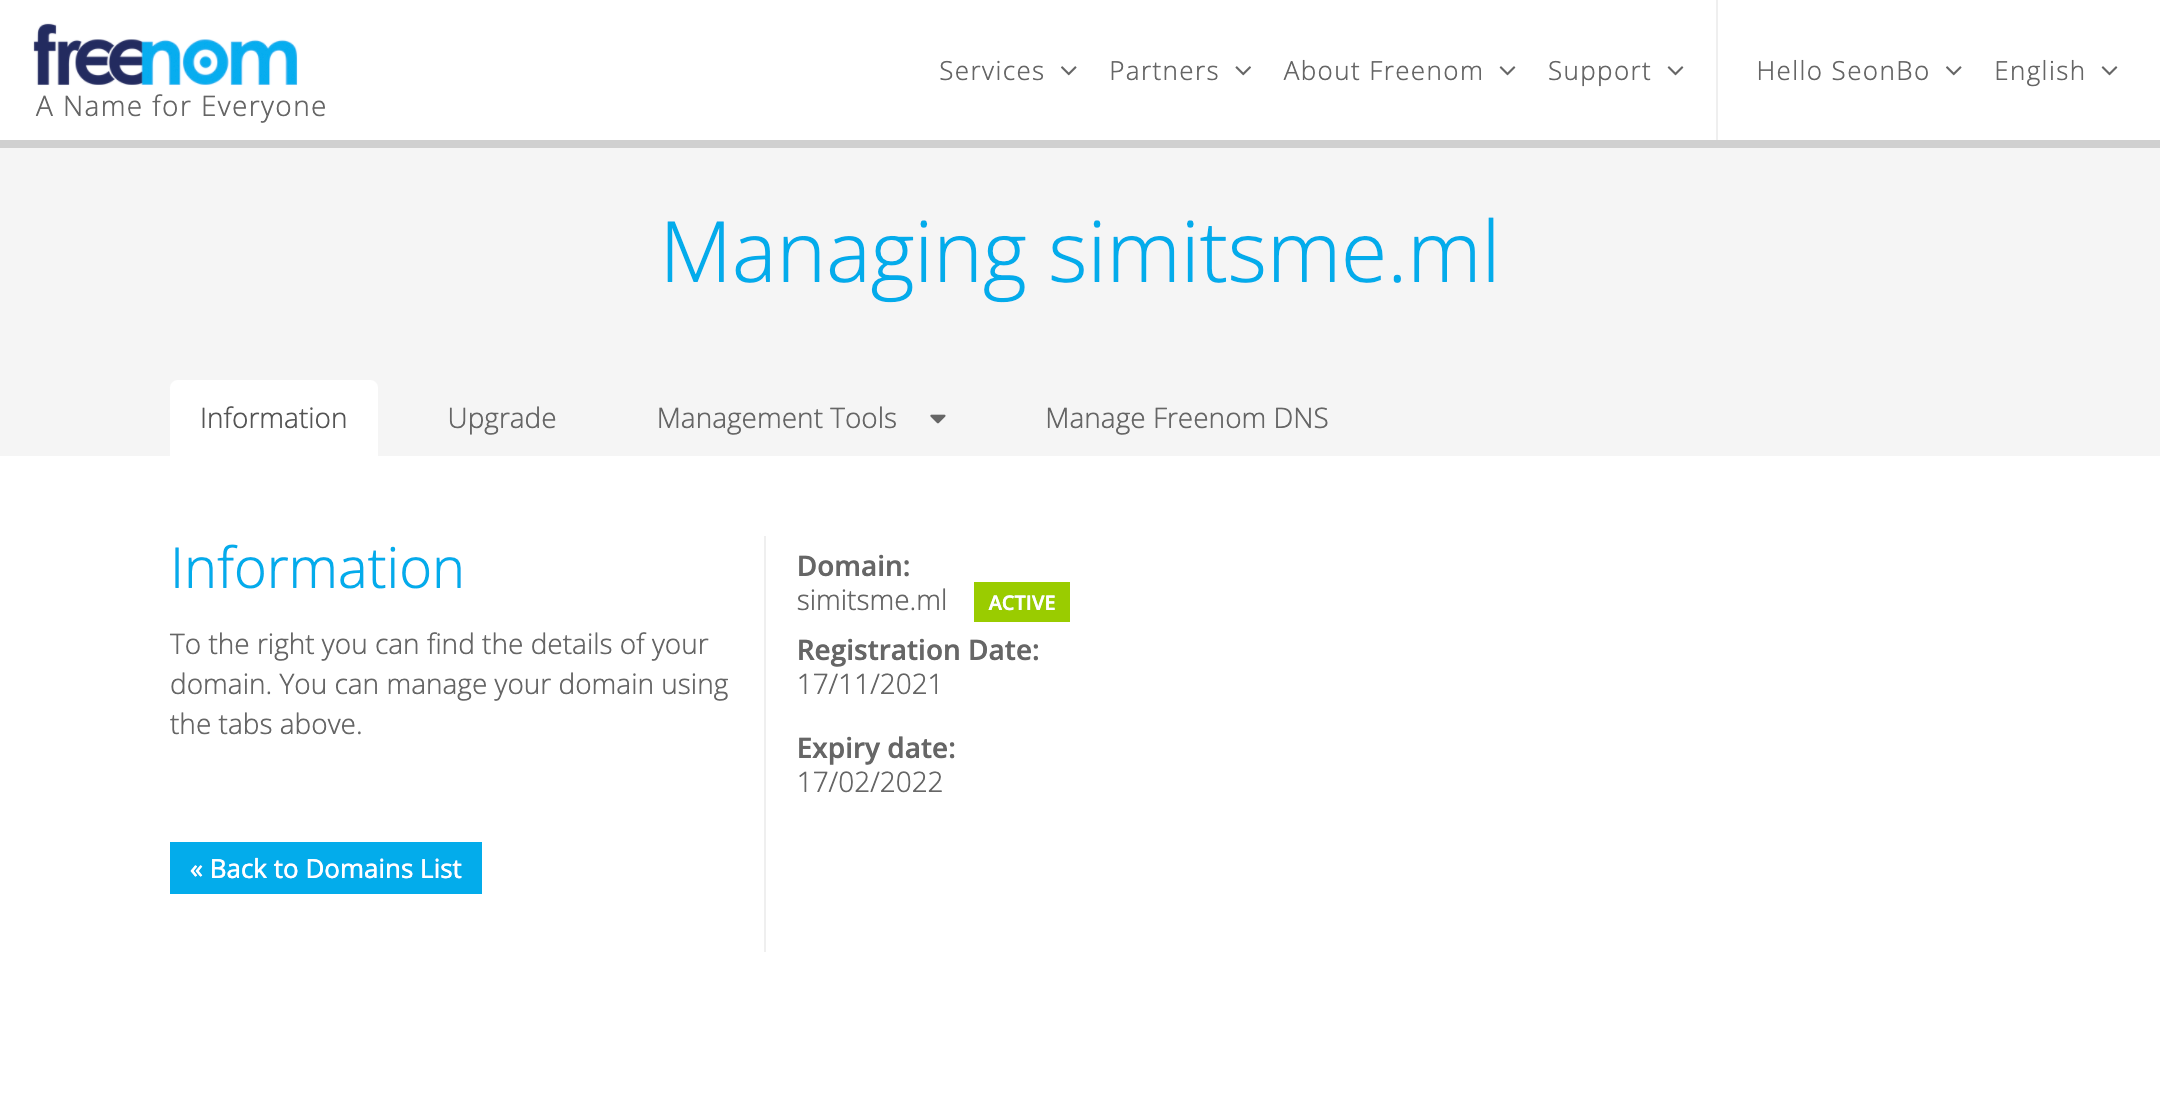 freenom
A Name for Everyone
Services
Partners
About Freenom
Support
Hello SeonBo
English
Managing simitsme.ml
Information
Upgrade
Management Tools
Manage Freenom DNS
Information
To the right you can find the details of your
domain. You can manage your domain using
the tabs above.
« Back to Domains List
Domain:
simitsme.ml ACTIVE
Registration Date:
17/11/2021
Expiry date:
17/02/2022